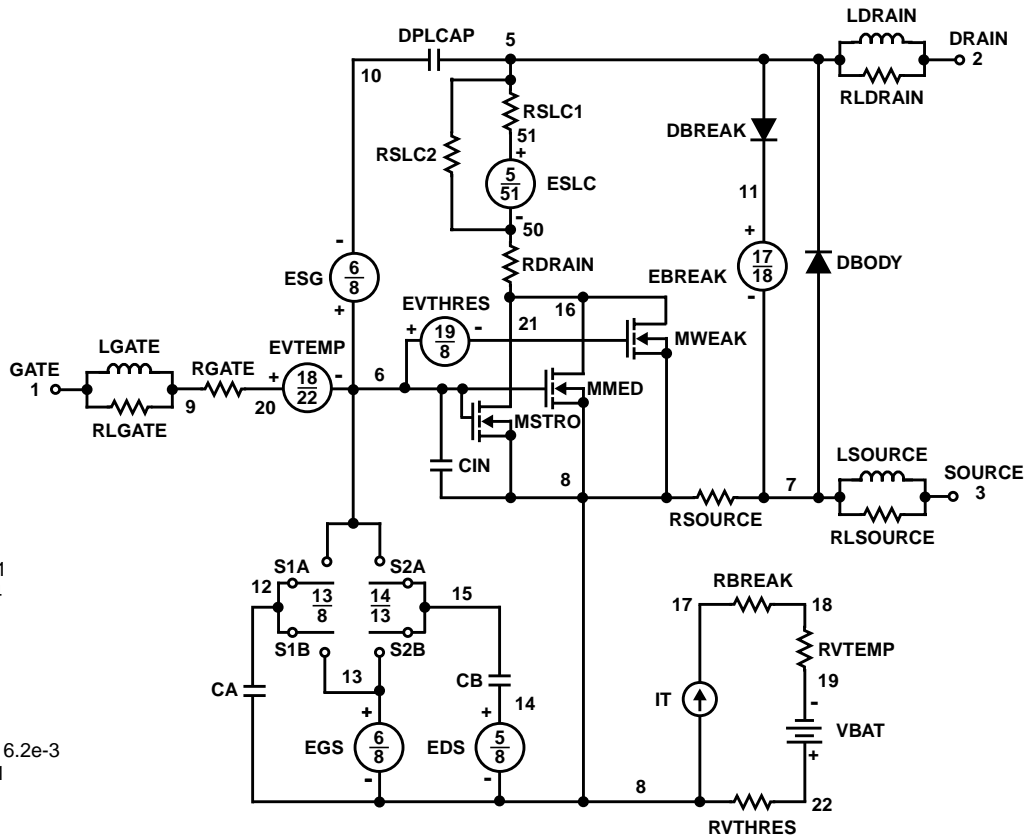 LDRAIN
DPLCAP 5 DRAIN
10 2
RSLC1 RLDRAIN
51 DBREAK
+
RSLC2
5
51 ESLC
11
-
50
- +
RDRAIN 17
18
6
8 EBREAK DBODY
ESG EVTHRES -
+ 16
+ 19
8 - 21
MWEAK
LGATE EVTEMP
GATE RGATE + 18
22 - 6
1 MMED
9 20
MSTRO
RLGATE
LSOURCE
CIN SOURCE
8 7
3
RSOURCE
RLSOURCE
S1A S2A
12 13
8 14
13 15
RBREAK
17 18
S1B S2B
13 RVTEMP
CA CB 19
14 IT -
+ +
VBAT
EGS 6
8 EDS 5
8 +
- -
8 22
RVTHRES
1
6.2e-3